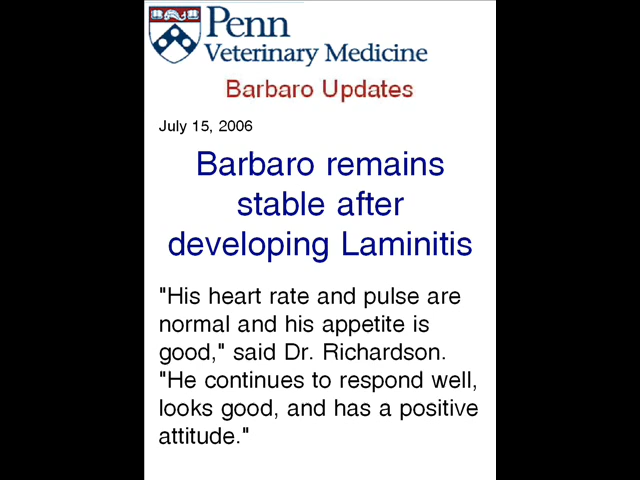 Penn
Veterinary Medicine
Barbaro Updates
July 15, 2006
Barbaro remains
stable after
developing Laminitis
"His heart rate and pulse are
normal and his appetite is
good," said Dr. Richardson.
"He continues to respond well,
looks good, and has a positive
attitude."